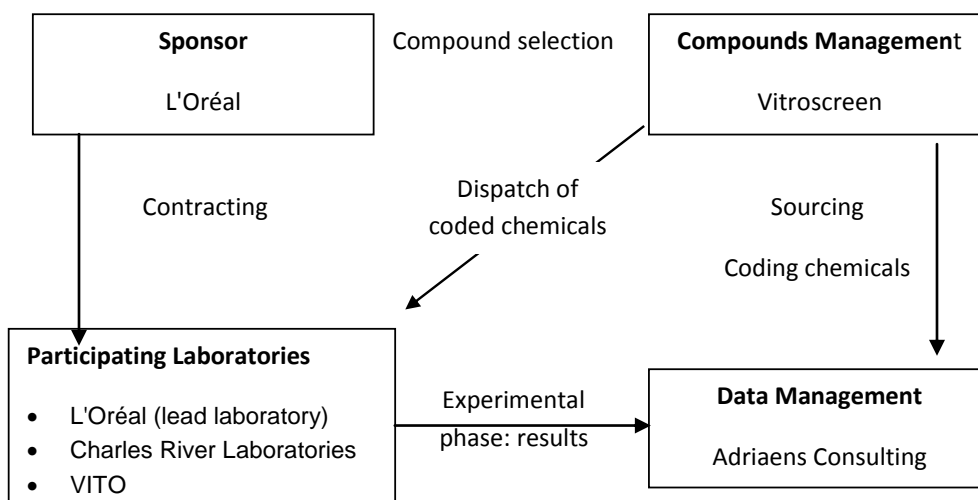 Sponsor
L'Oréal
Compound selection
Compounds Management
Vitroscreen
Contracting
Dispatch of
coded chemicals
Sourcing
Coding chemicals
Participating Laboratories
• L'Oréal (lead laboratory)
• Charles River Laboratories
• VITO
Experimental
phase: results
Data Management
Adriaens Consulting